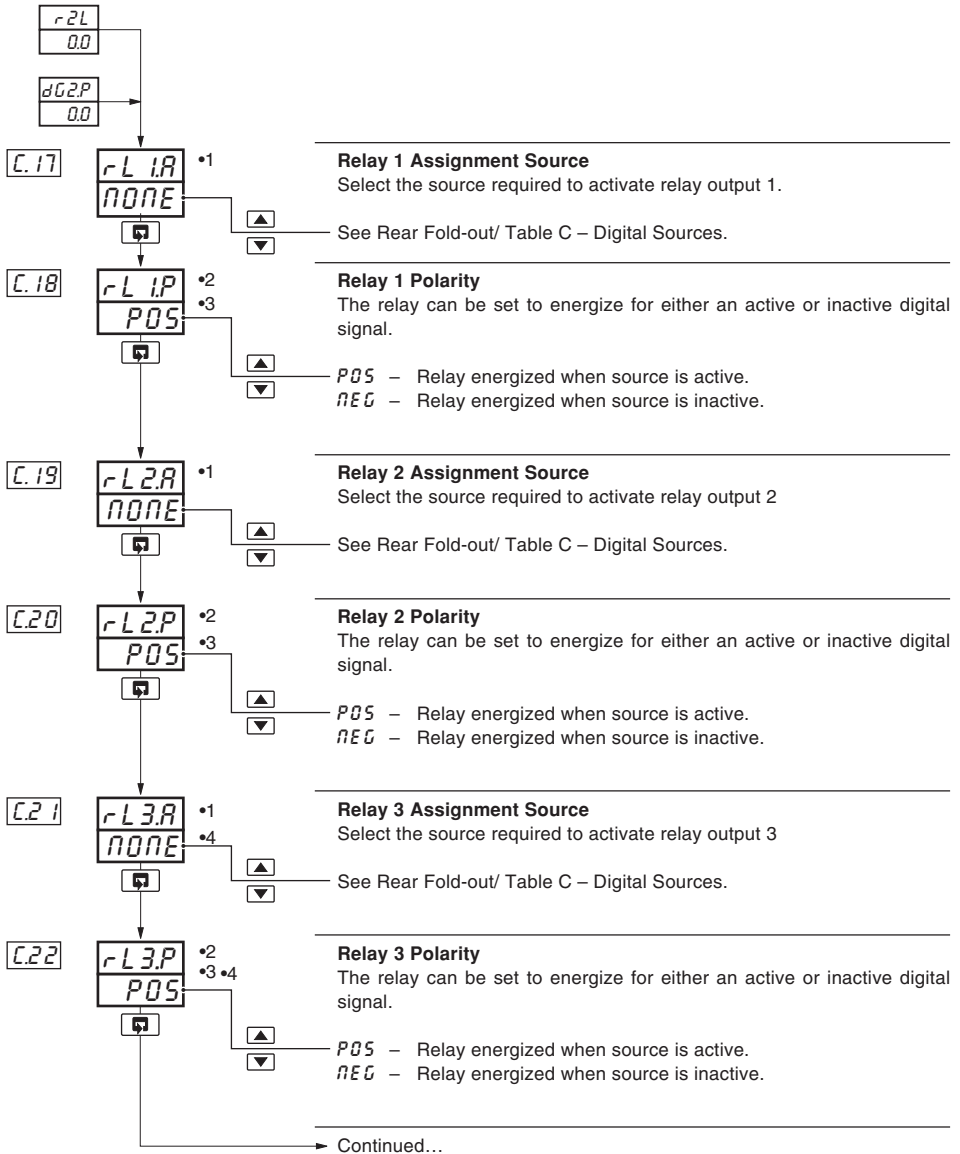 r2L
0.0
dG2.P
0.0
C.17
rL1.A
•1
NONE
Relay 1 Assignment Source
Select the source required to activate relay output 1.
See Rear Fold-out/ Table C – Digital Sources.
C.18
rL1.P
•2
•3
POS
Relay 1 Polarity
The relay can be set to energize for either an active or inactive digital
signal.
POS – Relay energized when source is active.
NEG – Relay energized when source is inactive.
C.19
rL2.A
•1
NONE
Relay 2 Assignment Source
Select the source required to activate relay output 2
See Rear Fold-out/ Table C – Digital Sources.
C.20
rL2.P
•2
•3
POS
Relay 2 Polarity
The relay can be set to energize for either an active or inactive digital
signal.
POS – Relay energized when source is active.
NEG – Relay energized when source is inactive.
C.21
rL3.A
•1
NONE
•4
Relay 3 Assignment Source
Select the source required to activate relay output 3
See Rear Fold-out/ Table C – Digital Sources.
C.22
rL3.P
•2
•3 •4
POS
Relay 3 Polarity
The relay can be set to energize for either an active or inactive digital
signal.
POS – Relay energized when source is active.
NEG – Relay energized when source is inactive.
Continued…